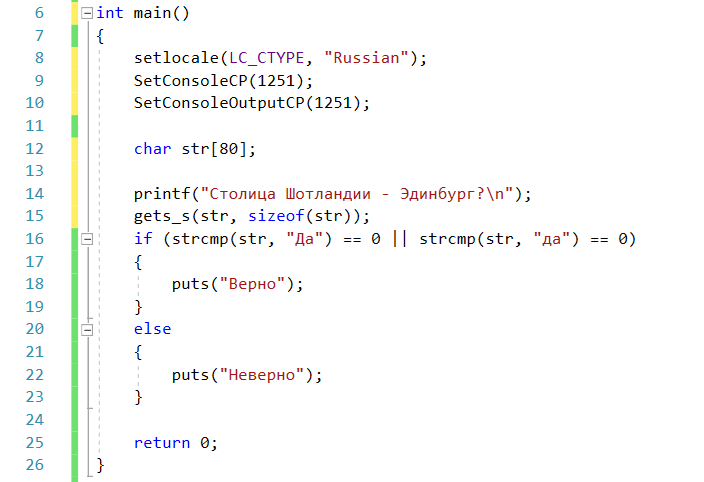 6 int main()
7 {
8 setlocale(LC_CTYPE, "Russian");
9 SetConsoleCP(1251);
10 SetConsoleOutputCP(1251);
11
12 char str[80];
13
14 printf("Столица Шотландии - Эдинбург?\n");
15 gets_s(str, sizeof(str));
16 if (strcmp(str, "Да") == 0 || strcmp(str, "да") == 0)
17 {
18 puts("Верно");
19 }
20 else
21 {
22 puts("Неверно");
23 }
24
25 return 0;
26 }